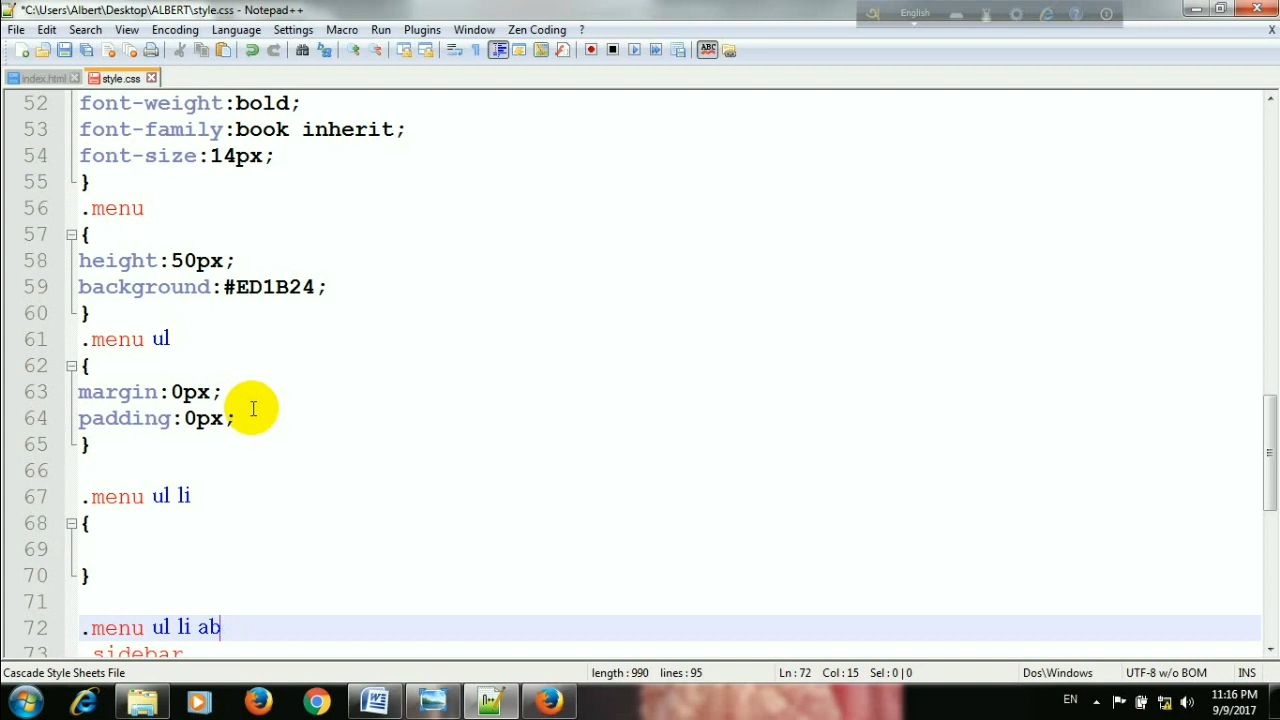 *C:\Users\Albert\Desktop\ALBERT\style.css - Notepad++
English
File Edit Search View Encoding Language Settings Macro Run Plugins Window Zen Coding ?
index.html style.css
52 font-weight:bold;
53 font-family:book inherit;
54 font-size:14px;
55 }
56 .menu
57 {
58 height:50px;
59 background:#ED1B24;
60 }
61 .menu ul
62 {
63 margin:0px;
64 padding:0px;
65 }
66
67 .menu ul li
68 {
69
70 }
71
72 .menu ul li ab
73 .sidebar
Cascade Style Sheets File length : 990 lines : 95 Ln : 72 Col : 15 Sel : 0 | 0 Dos\Windows UTF-8 w/o BOM INS
EN 11:16 PM
9/9/2017